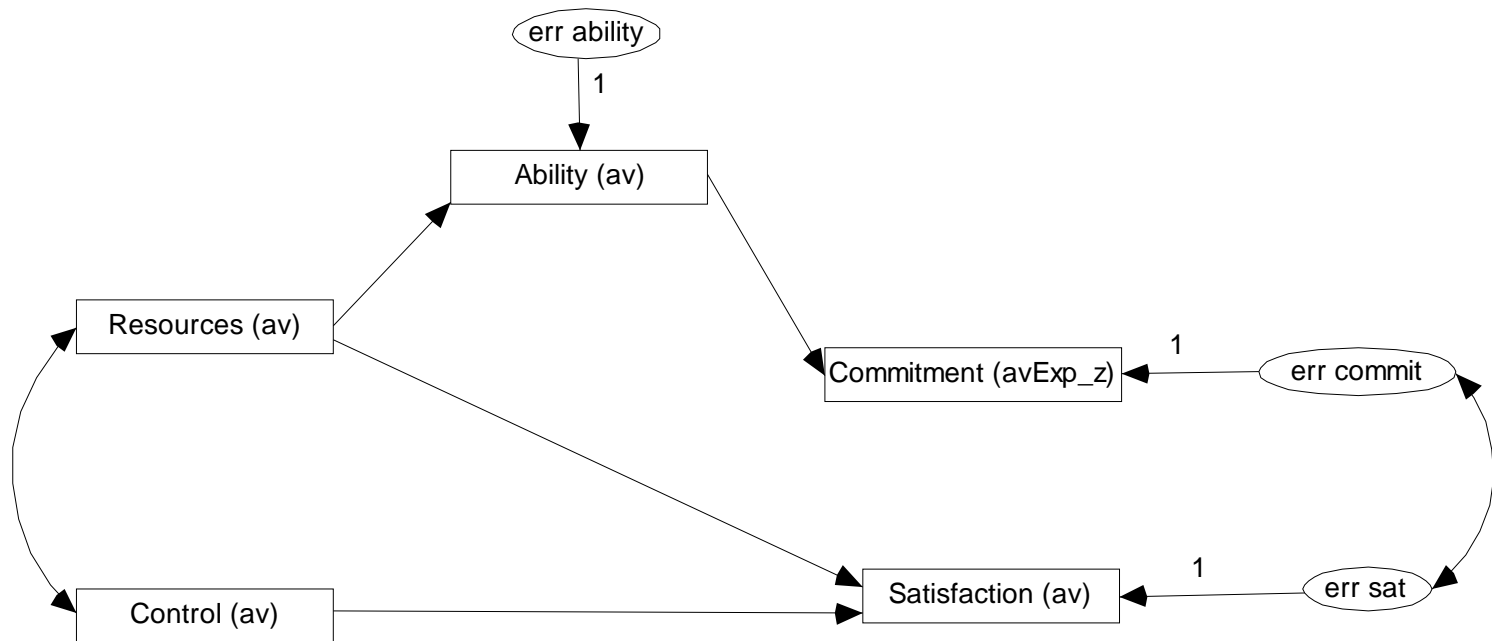 err ability
1
Ability (av)
Resources (av)
1
Commitment (avExp_z)
err commit
1
Satisfaction (av)
err sat
Control (av)